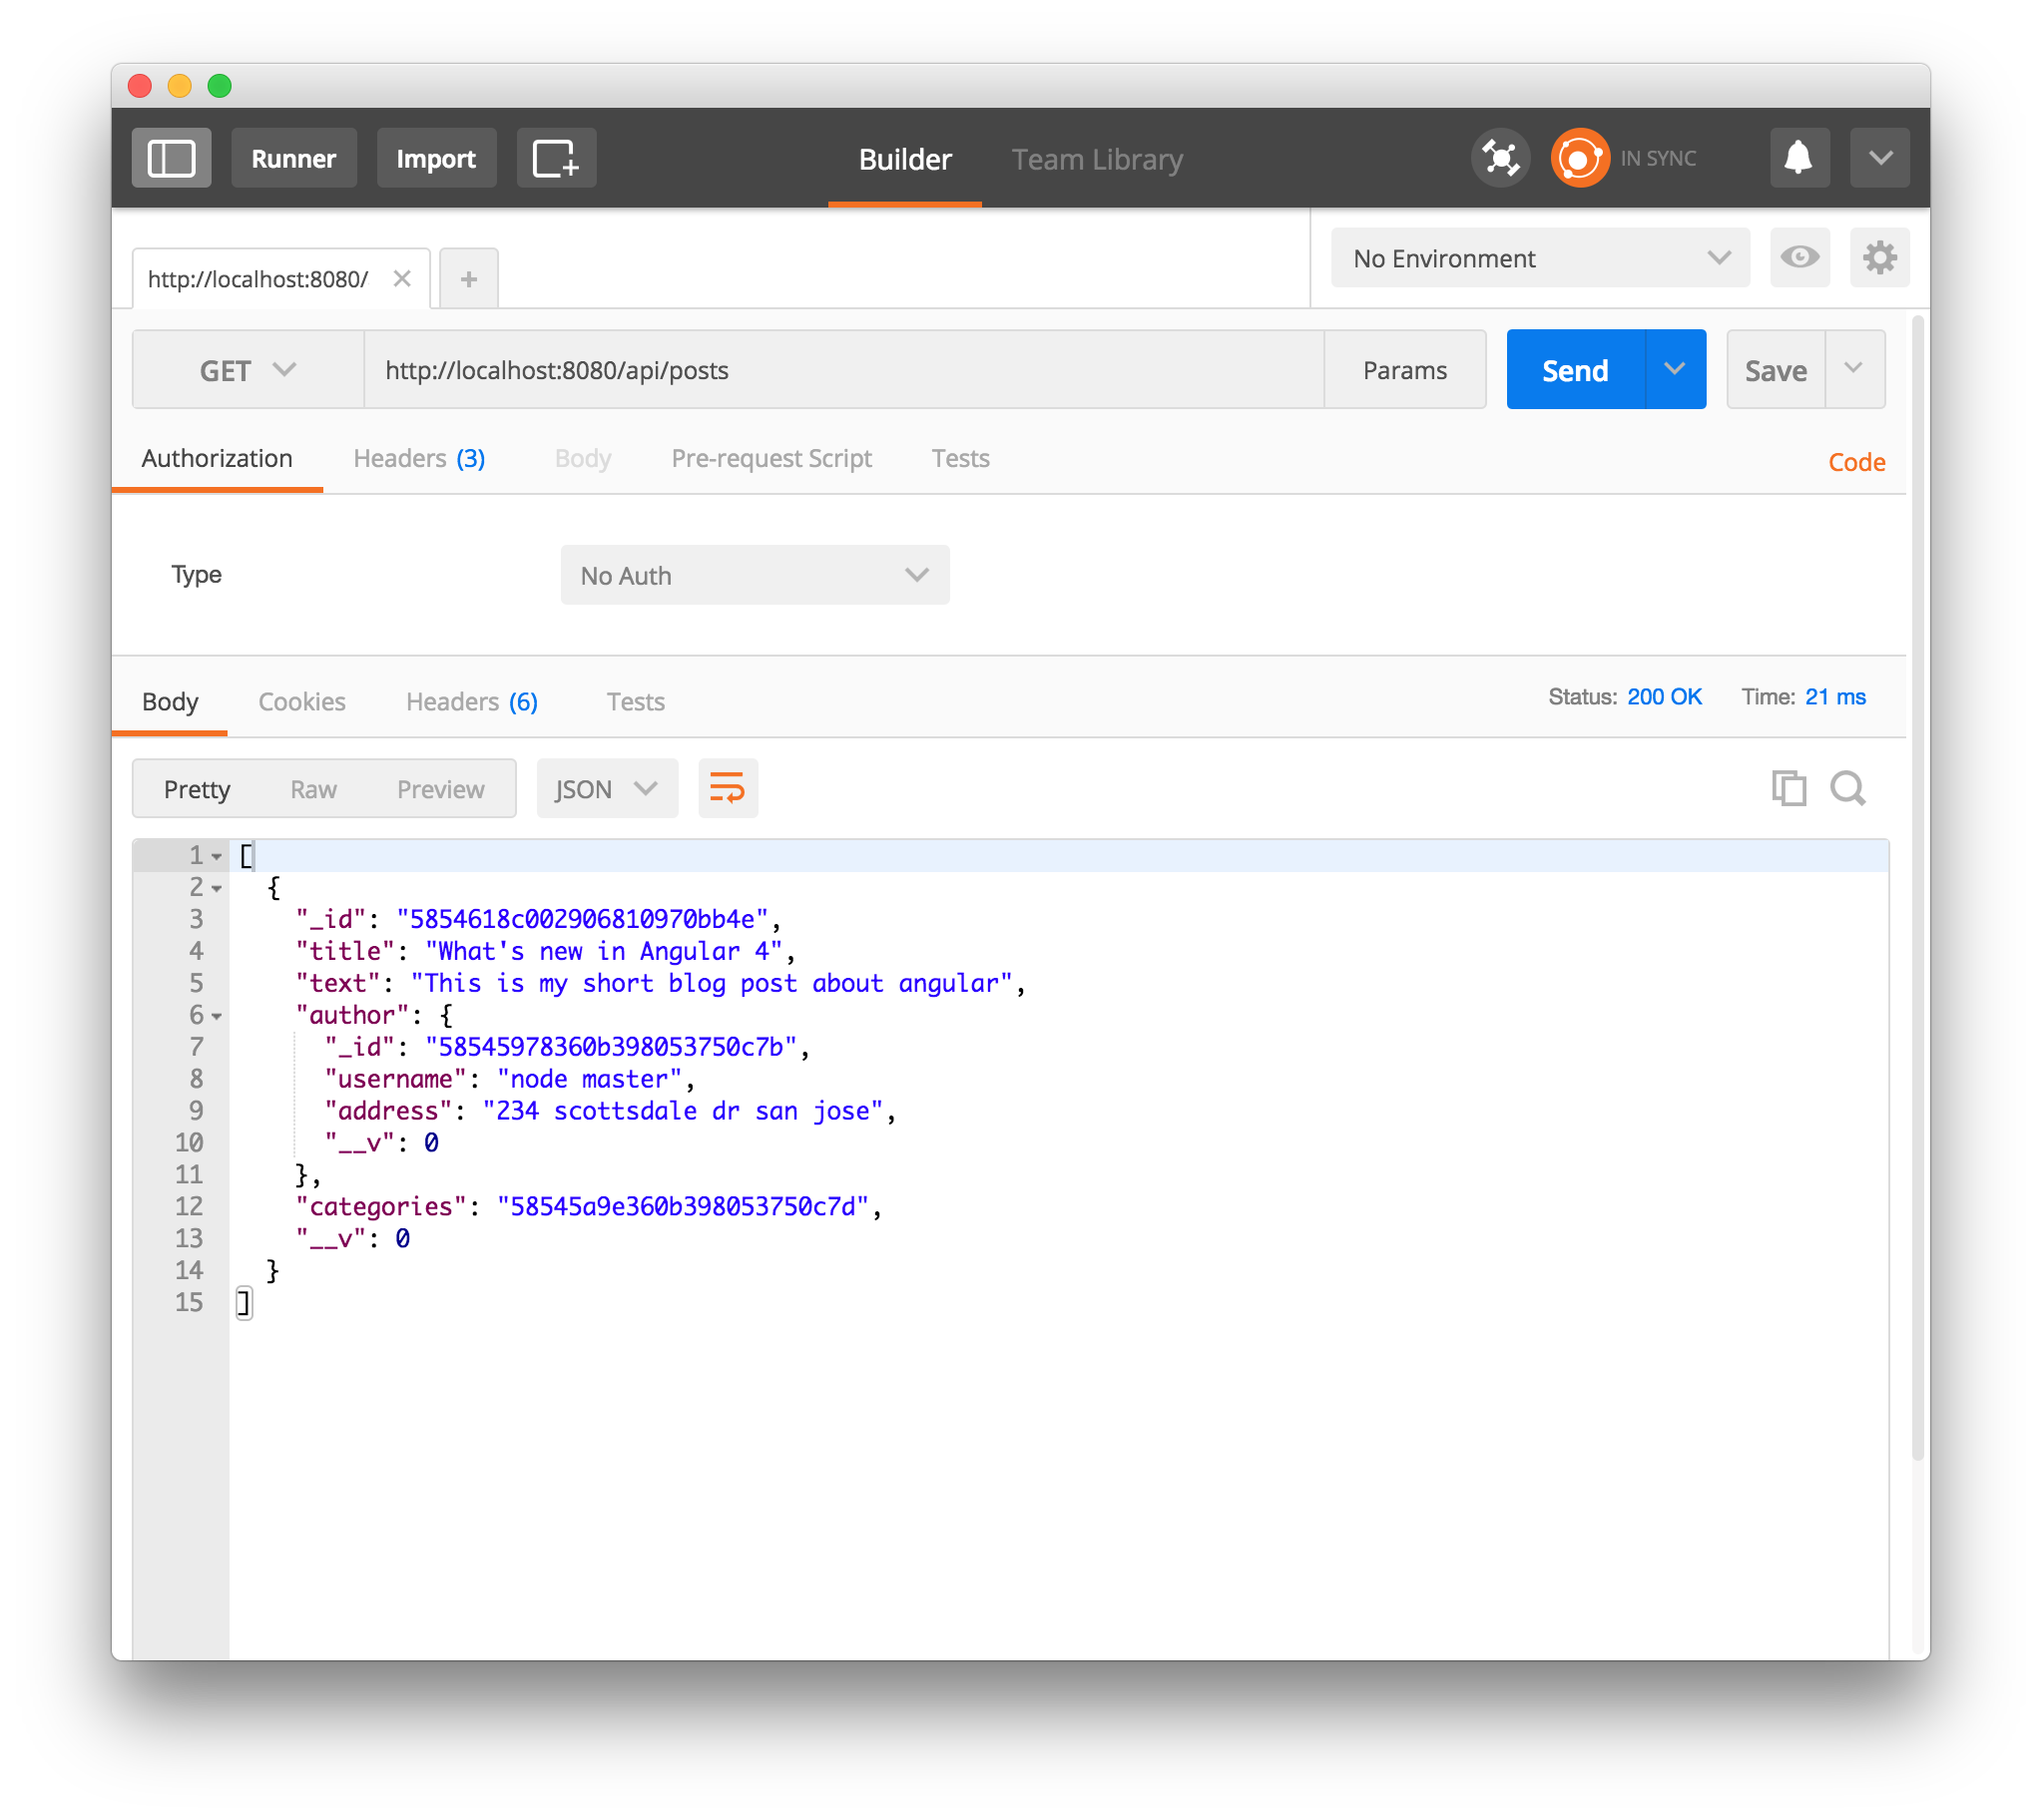 Runner Import Builder Team Library IN SYNC
http://localhost:8080/ No Environment
GET http://localhost:8080/api/posts Params Send Save
Authorization Headers (3) Body Pre-request Script Tests Code
Type No Auth
Body Cookies Headers (6) Tests Status: 200 OK Time: 21 ms
Pretty Raw Preview JSON
1 [
2 {
3 "_id": "5854618c002906810970bb4e",
4 "title": "What's new in Angular 4",
5 "text": "This is my short blog post about angular",
6 "author": {
7 "_id": "58545978360b398053750c7b",
8 "username": "node master",
9 "address": "234 scottsdale dr san jose",
10 "__v": 0
11 },
12 "categories": "58545a9e360b398053750c7d",
13 "__v": 0
14 }
15 ]